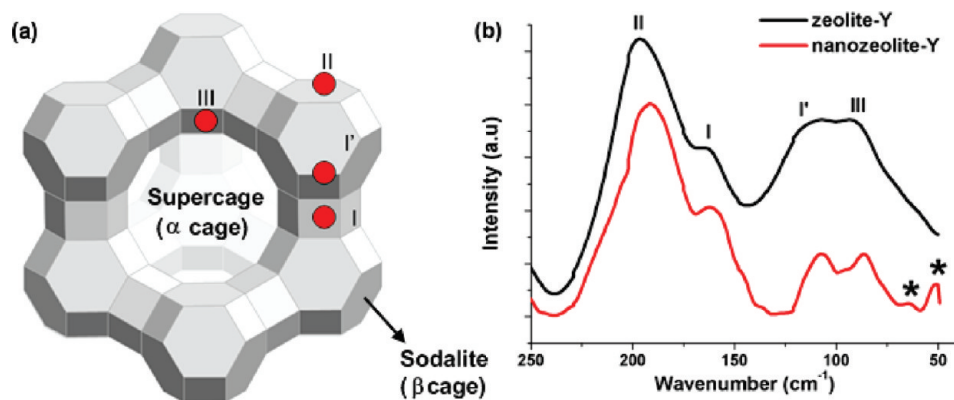 (a)
II
III
I'
I
Supercage
(α cage)
Sodalite
(β cage)
(b)
zeolite-Y
nanozeolite-Y
II
I
I'
III
*
*
Intensity (a.u)
250 200 150 100 50
Wavenumber (cm⁻¹)